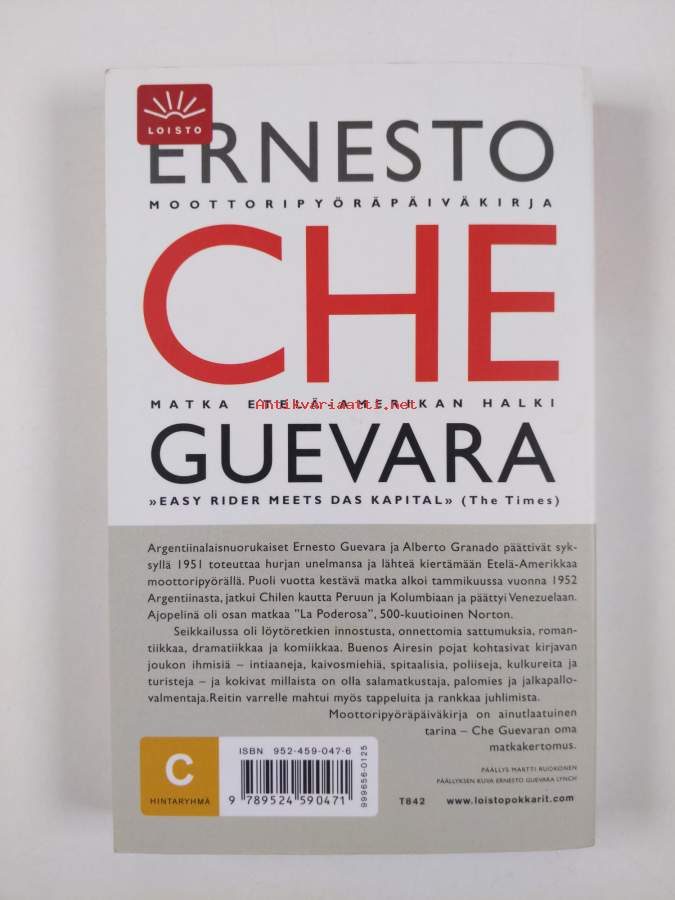 LOISTO
ERNESTO
MOOTTORIPYÖRÄPÄIVÄKIRJA
CHE
MATKA ETELÄ-AMERIKAN HALKI
Antikvariaatti.net
GUEVARA
»EASY RIDER MEETS DAS KAPITAL» (The Times)
Argentiinalaisnuorukaiset Ernesto Guevara ja Alberto Granado päättivät syk-
syllä 1951 toteuttaa hurjan unelmansa ja lähteä kiertämään Etelä-Amerikkaa
moottoripyörällä. Puoli vuotta kestävä matka alkoi tammikuussa vuonna 1952
Argentiinasta, jatkui Chilen kautta Peruun ja Kolumbiaan ja päättyi Venezuelaan.
Ajopelinä oli osan matkaa "La Poderosa", 500-kuutioinen Norton.
Seikkailussa oli löytöretkien innostusta, onnettomia sattumuksia, roman-
tiikkaa, dramatiikkaa ja komiikkaa. Buenos Airesin pojat kohtasivat kirjavan
joukon ihmisiä – intiaaneja, kaivosmiehiä, spitaalisia, poliiseja, kulkureita ja
turisteja – ja kokivat millaista on olla salamatkustaja, palomies ja jalkapallo-
valmentaja.Reitin varrelle mahtui myös tappeluita ja rankkaa juhlimista.
Moottoripyöräpäiväkirja on ainutlaatuinen
tarina – Che Guevaran oma
matkakertomus.
PÄÄLLYS MARTTI RUOKONEN
PÄÄLLYKSEN KUVA ERNESTO GUEVARA LYNCH
C
HINTARYHMÄ
ISBN 952-459-047-6
9 789524 590471
999656-0125
T842 www.loistopokkarit.com